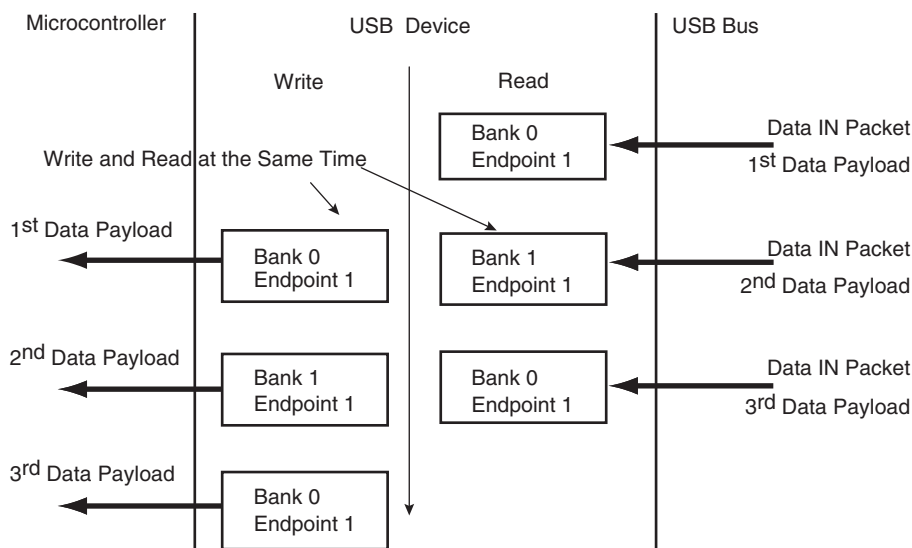 Microcontroller
USB Device
USB Bus
Write
Read
Bank 0
Endpoint 1
Data IN Packet
1st Data Payload
Write and Read at the Same Time
1st Data Payload
Bank 0
Endpoint 1
Bank 1
Endpoint 1
Data IN Packet
2nd Data Payload
2nd Data Payload
Bank 1
Endpoint 1
Bank 0
Endpoint 1
Data IN Packet
3rd Data Payload
3rd Data Payload
Bank 0
Endpoint 1